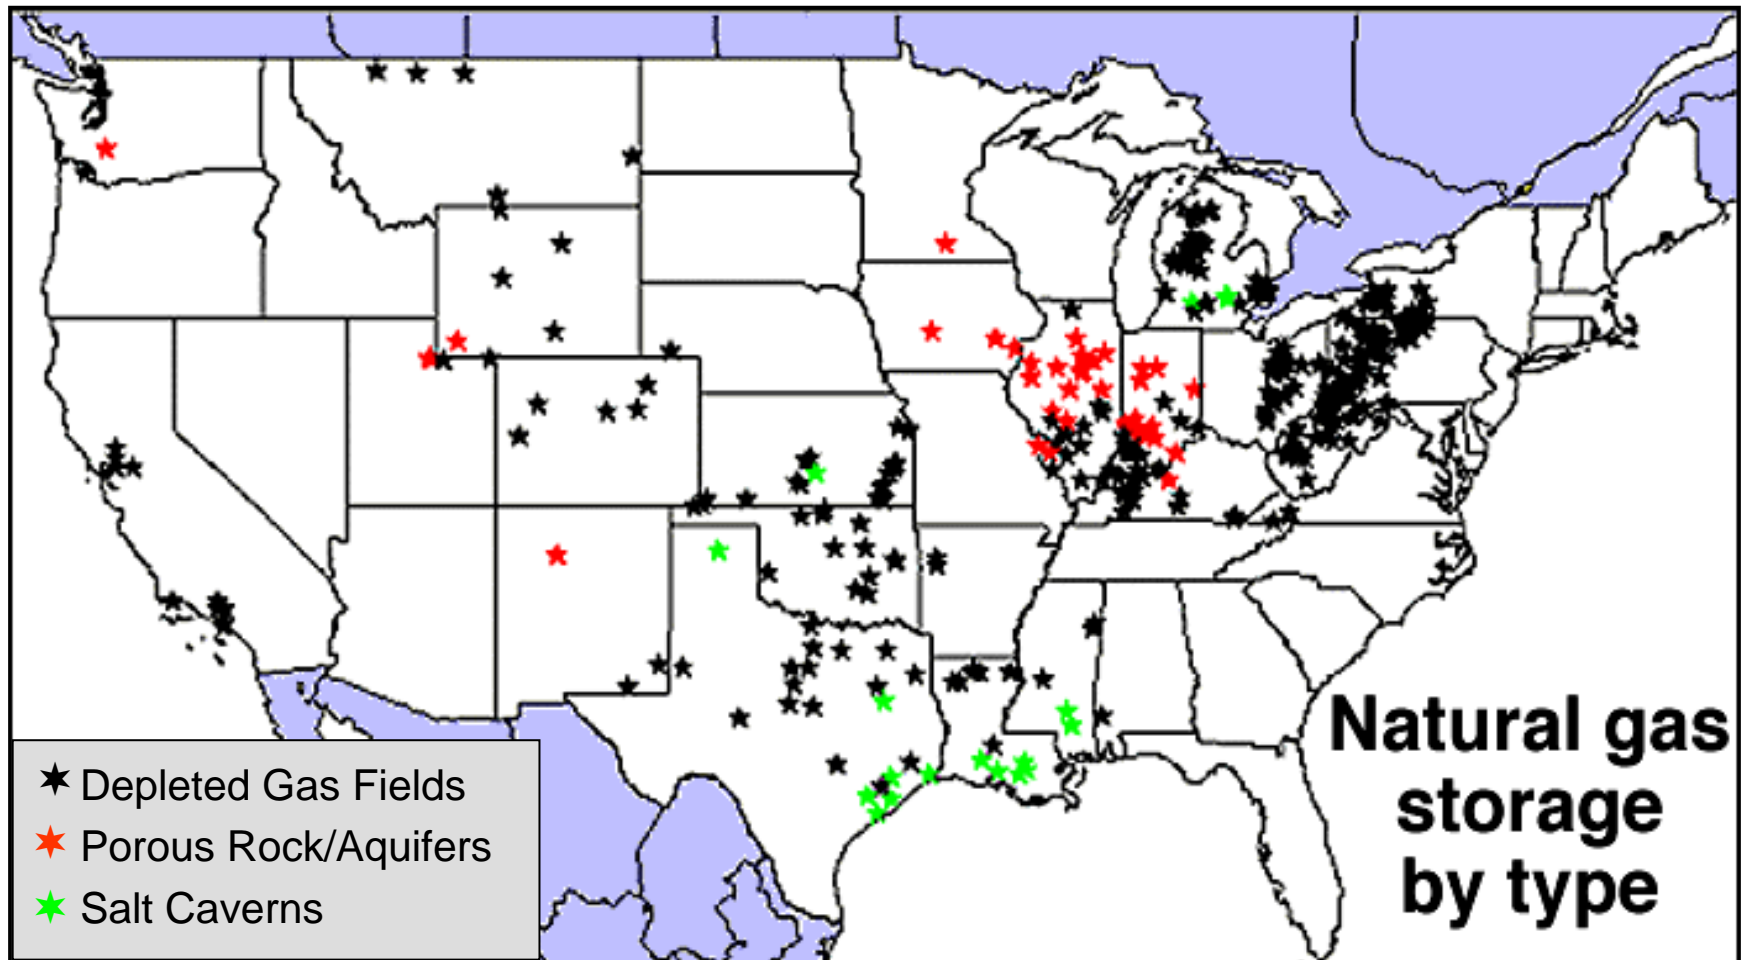 Depleted Gas Fields
Porous Rock/Aquifers
Salt Caverns
Natural gas
storage
by type